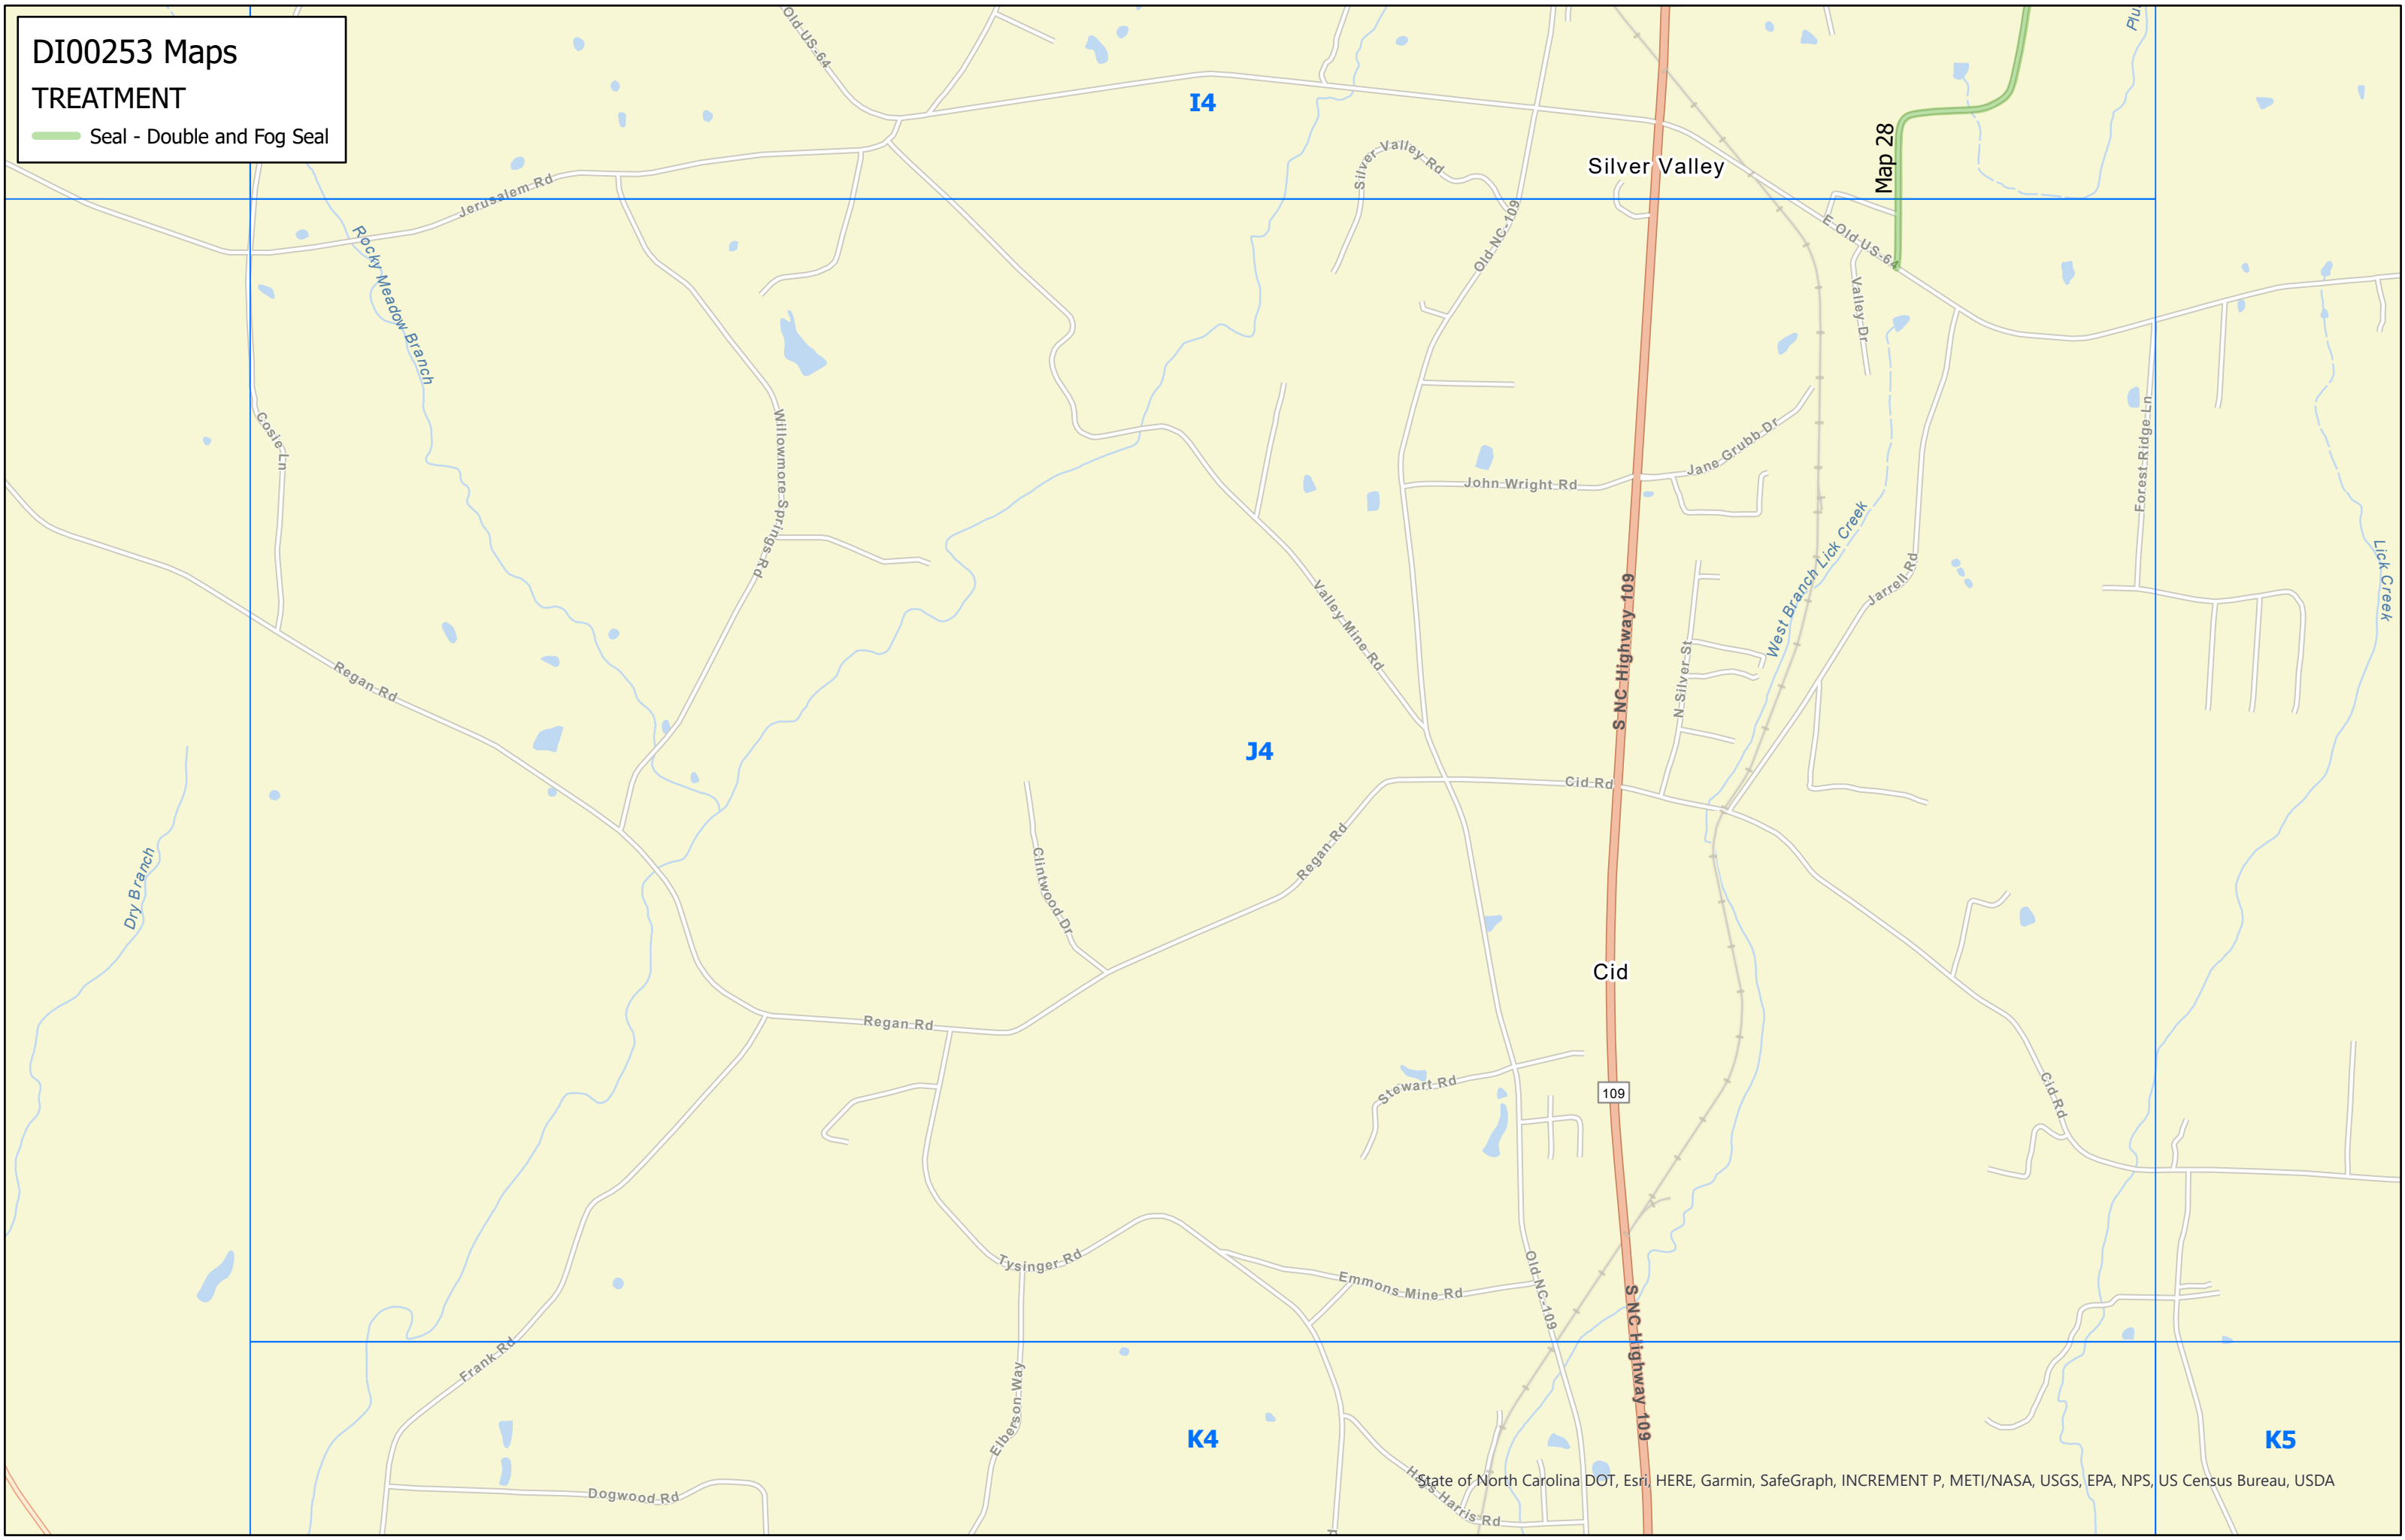 DI00253 Maps
TREATMENT
Seal - Double and Fog Seal
Old US-64
I4
Silver Valley Rd
Silver Valley
Map 28
Jerusalem Rd
Rocky Meadow Branch
Old NC-109
E Old US-64
Valley Dr
Cosie Ln
Willowmore Springs Rd
Jane Grubb Dr
John Wright Rd
Forest Ridge Ln
West Branch Lick Creek
Lick Creek
Jarrell Rd
Valley Mine Rd
S NC Highway 109
N Silver St
Regan Rd
J4
Cid Rd
Regan Rd
Clintwood Dr
Dry Branch
Cid
Regan Rd
Stewart Rd
109
Cid Rd
Tysinger Rd
Emmons Mine Rd
Old NC-109
S NC Highway 109
Frank Rd
Elberson Way
K4
K5
Hays Harris Rd
Dogwood Rd
State of North Carolina DOT, Esri, HERE, Garmin, SafeGraph, INCREMENT P, METI/NASA, USGS, EPA, NPS, US Census Bureau, USDA